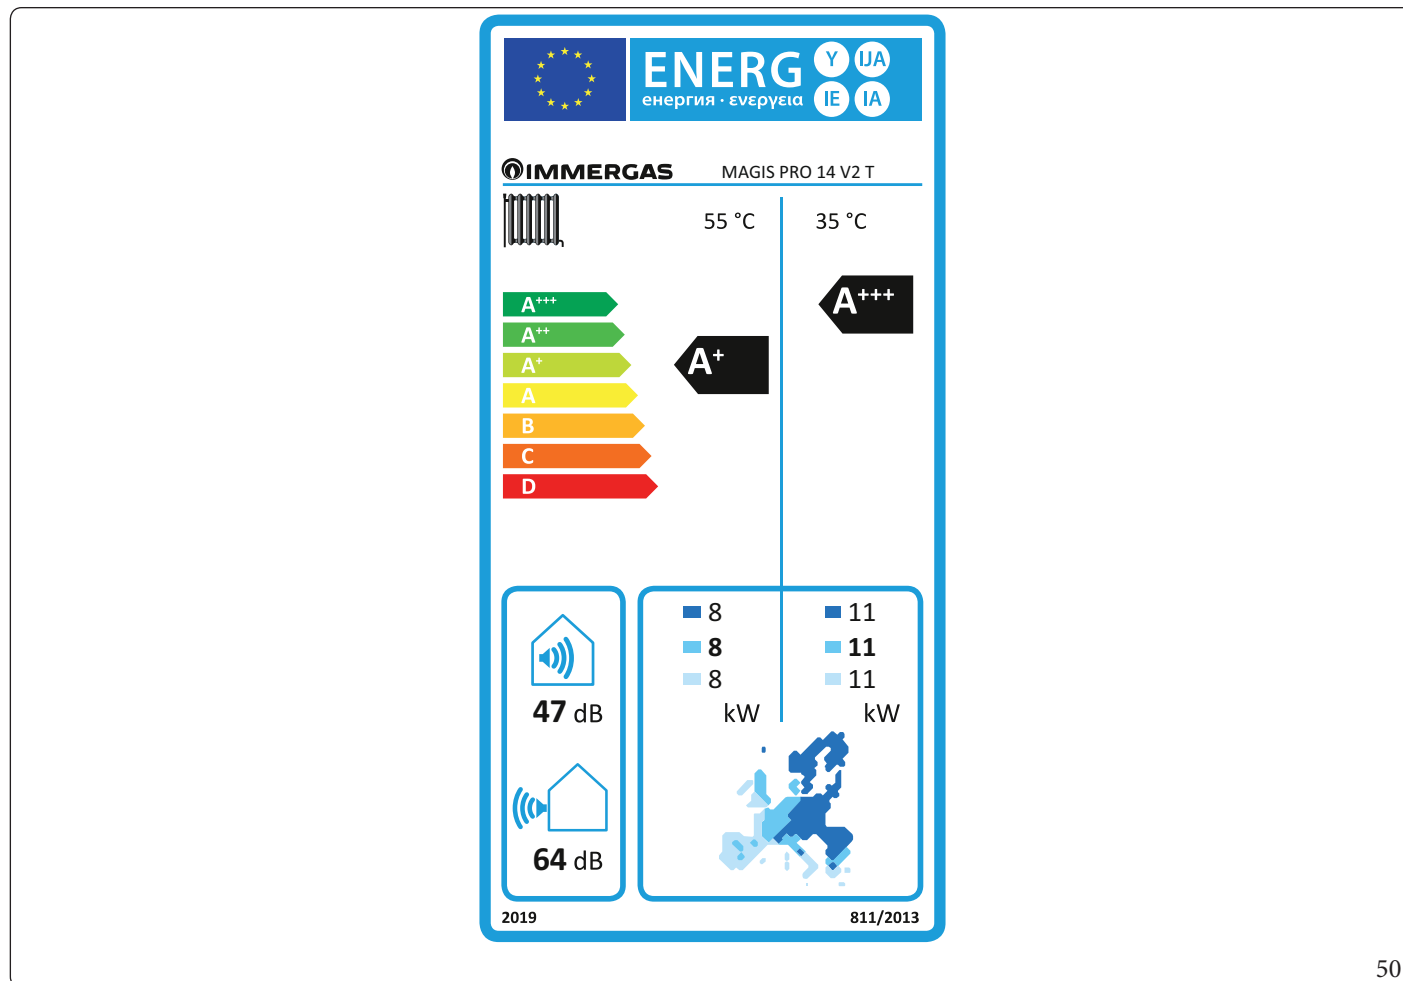 ENERG Y IJA
енергия · ενεργεια IE IA
IMMERGAS MAGIS PRO 14 V2 T
55 °C 35 °C
A+++
A+++
A++
A+
A+
A
B
C
D
8 11
8 11
8 11
47 dB
kW kW
64 dB
2019 811/2013
50